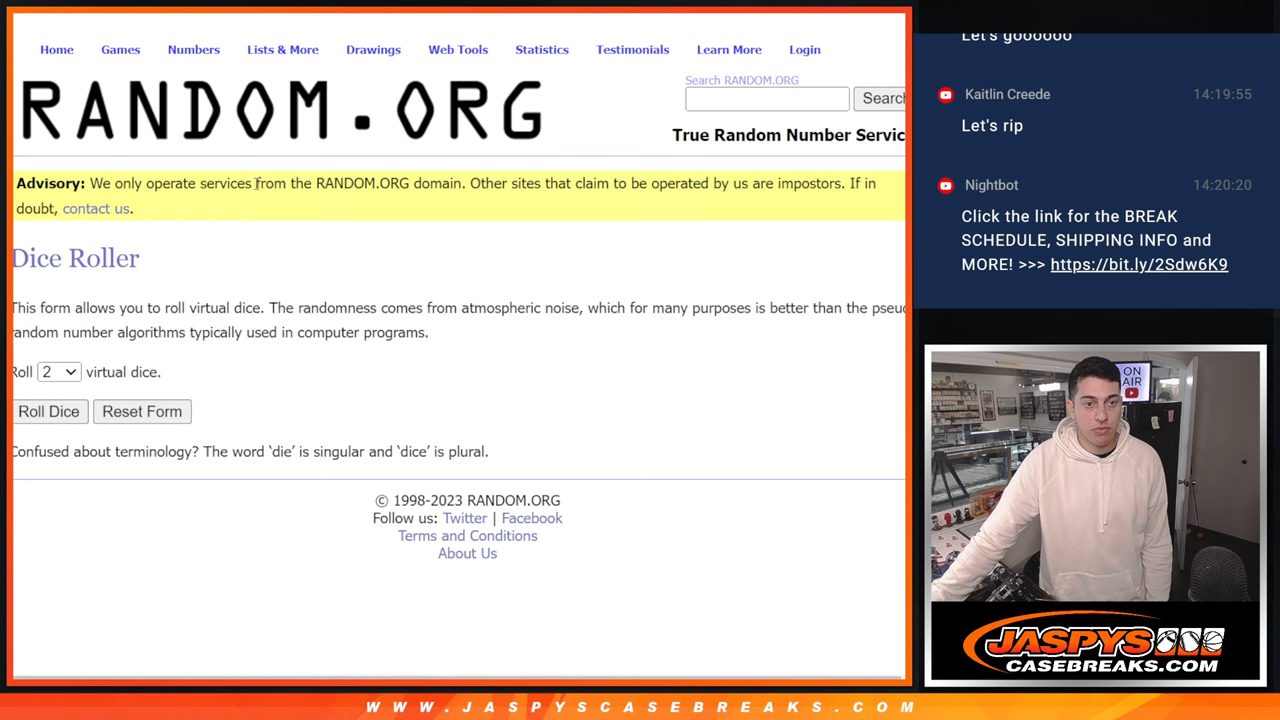 Home Games Numbers Lists & More Drawings Web Tools Statistics Testimonials Learn More Login
RANDOM.ORG
Search RANDOM.ORG
Search
True Random Number Servic
Advisory: We only operate services from the RANDOM.ORG domain. Other sites that claim to be operated by us are impostors. If in
doubt, contact us.
Dice Roller
This form allows you to roll virtual dice. The randomness comes from atmospheric noise, which for many purposes is better than the pseud
random number algorithms typically used in computer programs.
Roll 2 virtual dice.
Roll Dice Reset Form
Confused about terminology? The word ‘die’ is singular and ‘dice’ is plural.
© 1998-2023 RANDOM.ORG
Follow us: Twitter | Facebook
Terms and Conditions
About Us
Let's goooooo
Kaitlin Creede 14:19:55
Let's rip
Nightbot 14:20:20
Click the link for the BREAK
SCHEDULE, SHIPPING INFO and
MORE! >>> https://bit.ly/2Sdw6K9
ON
AIR
JASPYS
CASEBREAKS.COM
WWW.JASPYSCASEBREAKS.COM